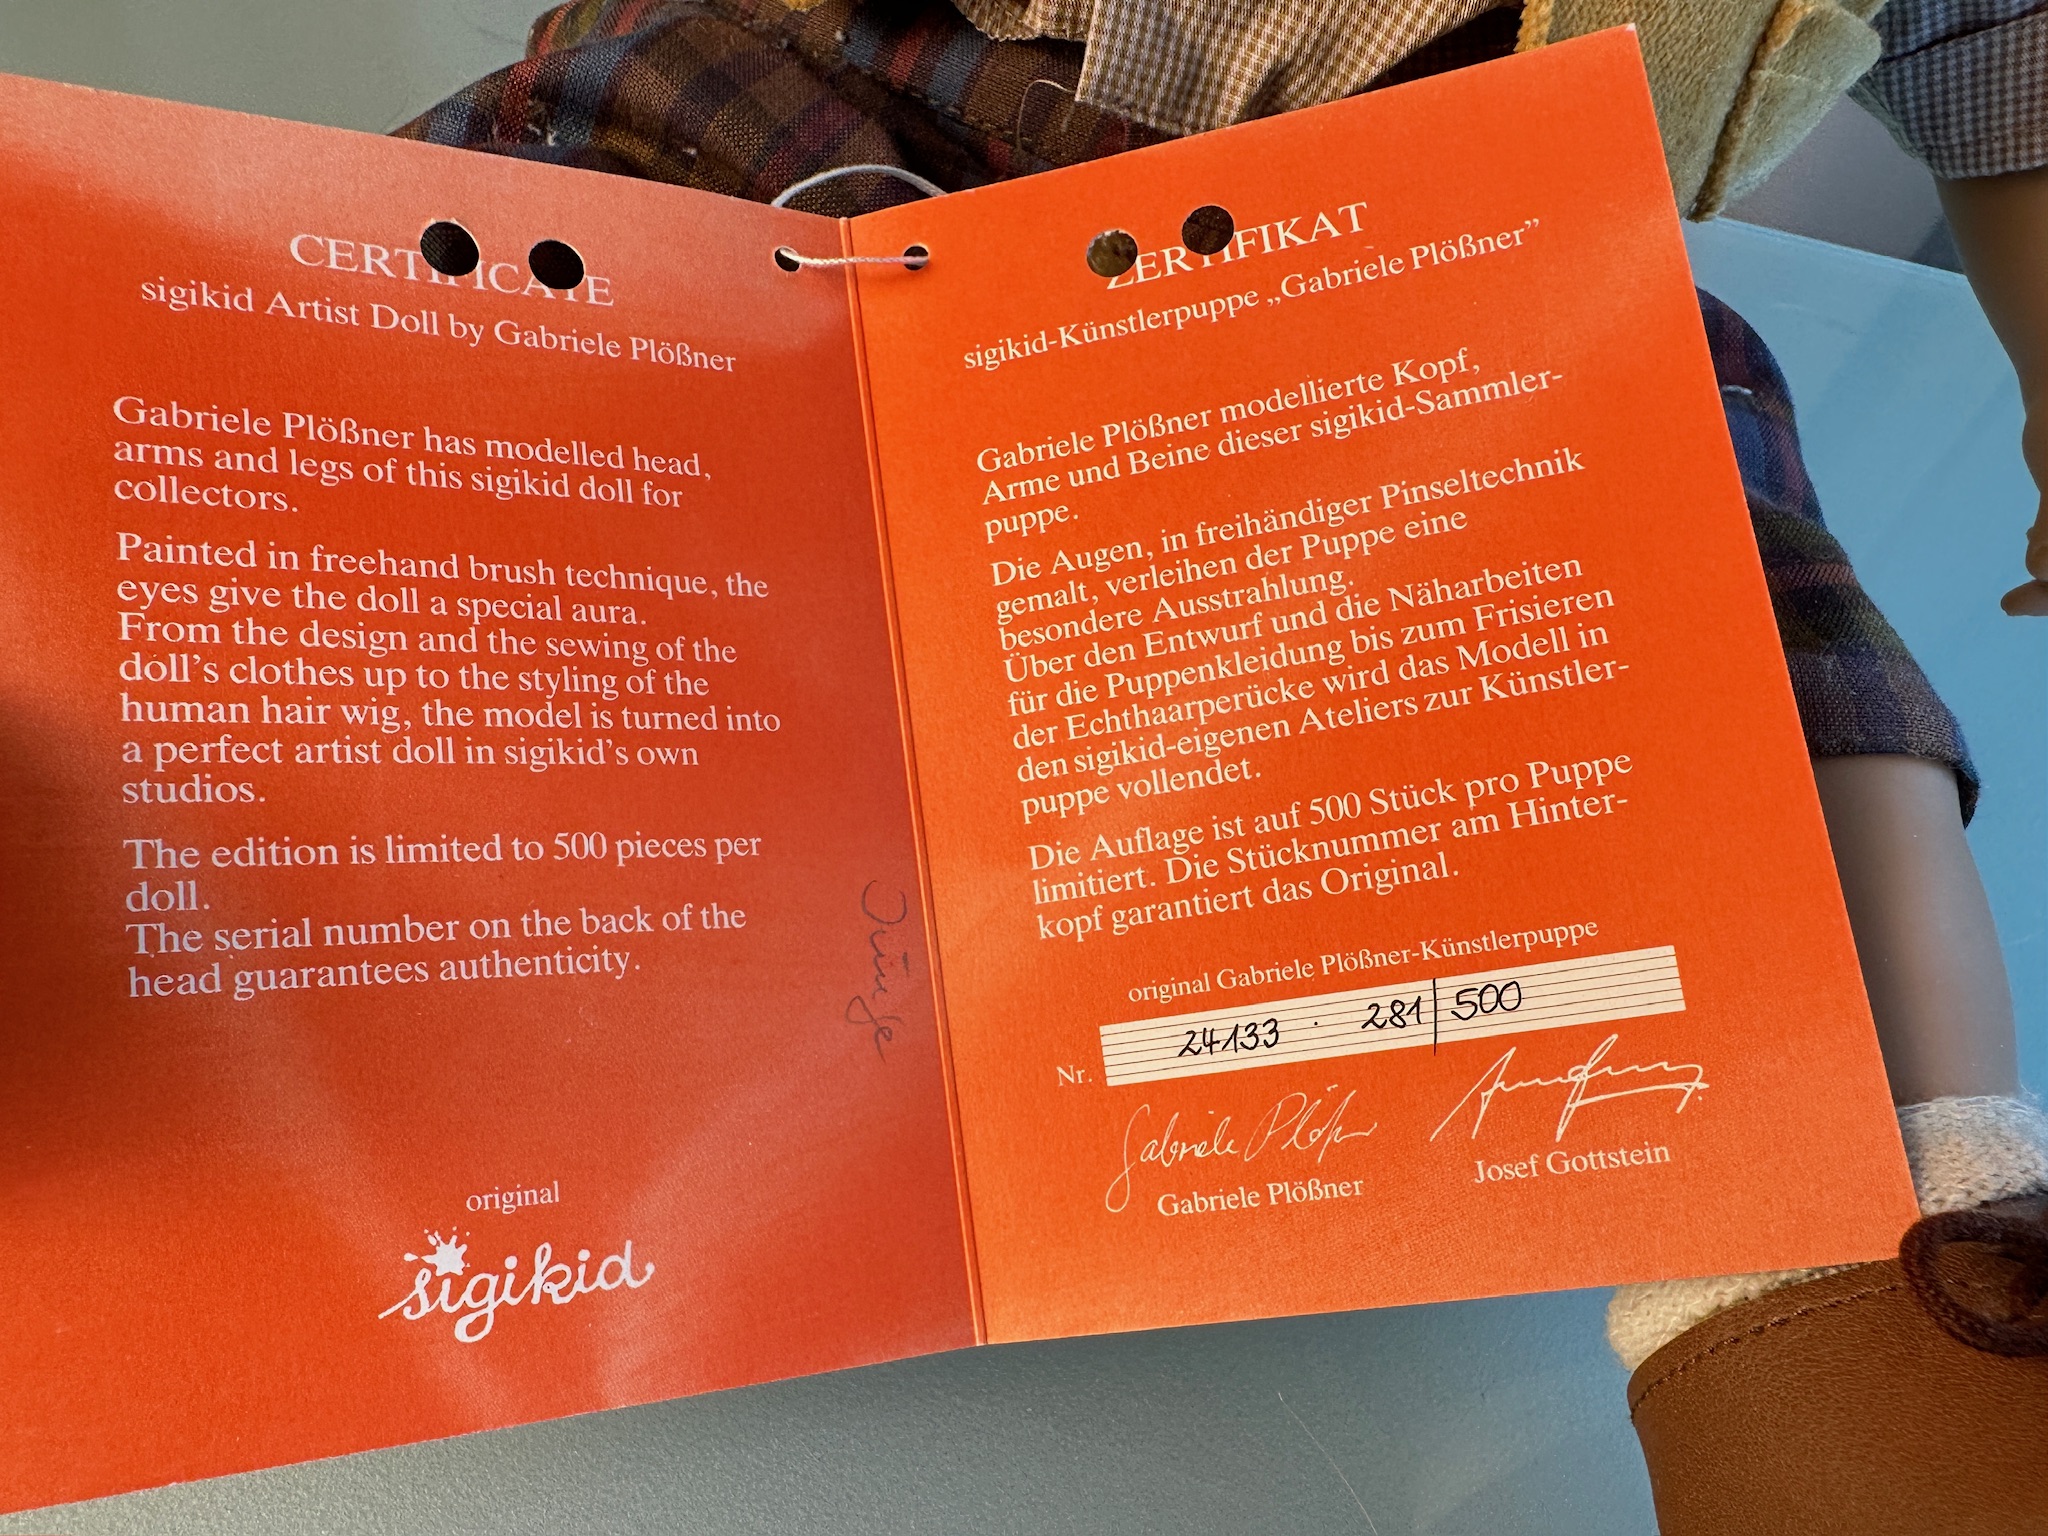 CERTIFICATE
sigikid Artist Doll by Gabriele Plößner
Gabriele Plößner has modelled head,
arms and legs of this sigikid doll for
collectors.
Painted in freehand brush technique, the
eyes give the doll a special aura.
From the design and the sewing of the
doll's clothes up to the styling of the
human hair wig, the model is turned into
a perfect artist doll in sigikid's own
studios.
The edition is limited to 500 pieces per
doll.
The serial number on the back of the
head guarantees authenticity.
original
sigikid
ZERTIFIKAT
sigikid-Künstlerpuppe „Gabriele Plößner”
Gabriele Plößner modellierte Kopf,
Arme und Beine dieser sigikid-Sammler-
puppe.
Die Augen, in freihändiger Pinseltechnik
gemalt, verleihen der Puppe eine
besondere Ausstrahlung.
Über den Entwurf und die Näharbeiten
für die Puppenkleidung bis zum Frisieren
der Echthaarperücke wird das Modell in
den sigikid-eigenen Ateliers zur Künstler-
puppe vollendet.
Die Auflage ist auf 500 Stück pro Puppe
limitiert. Die Stücknummer am Hinter-
kopf garantiert das Original.
original Gabriele Plößner-Künstlerpuppe
Nr. 24133 · 281/500
Gabriele Plößner
Gabriele Plößner
Josef Gottstein